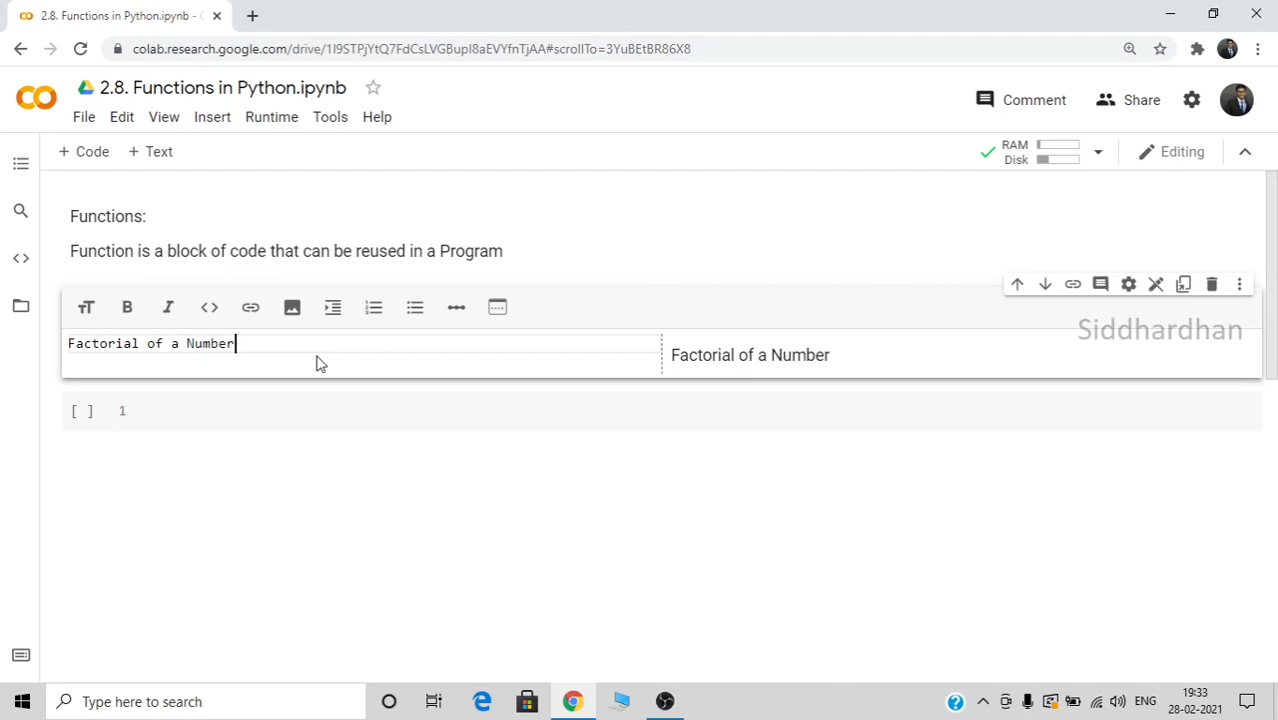 2.8. Functions in Python.ipynb - C
colab.research.google.com/drive/1I9STPjYtQ7FdCsLVGBupI8aEVYfnTjAA#scrollTo=3YuBEtBR86X8
2.8. Functions in Python.ipynb
File Edit View Insert Runtime Tools Help
Comment Share
+ Code + Text
RAM
Disk
Editing
Functions:
Function is a block of code that can be reused in a Program
Siddhardhan
Factorial of a Number
Factorial of a Number
[ ] 1
Type here to search
ENG
19:33
28-02-2021